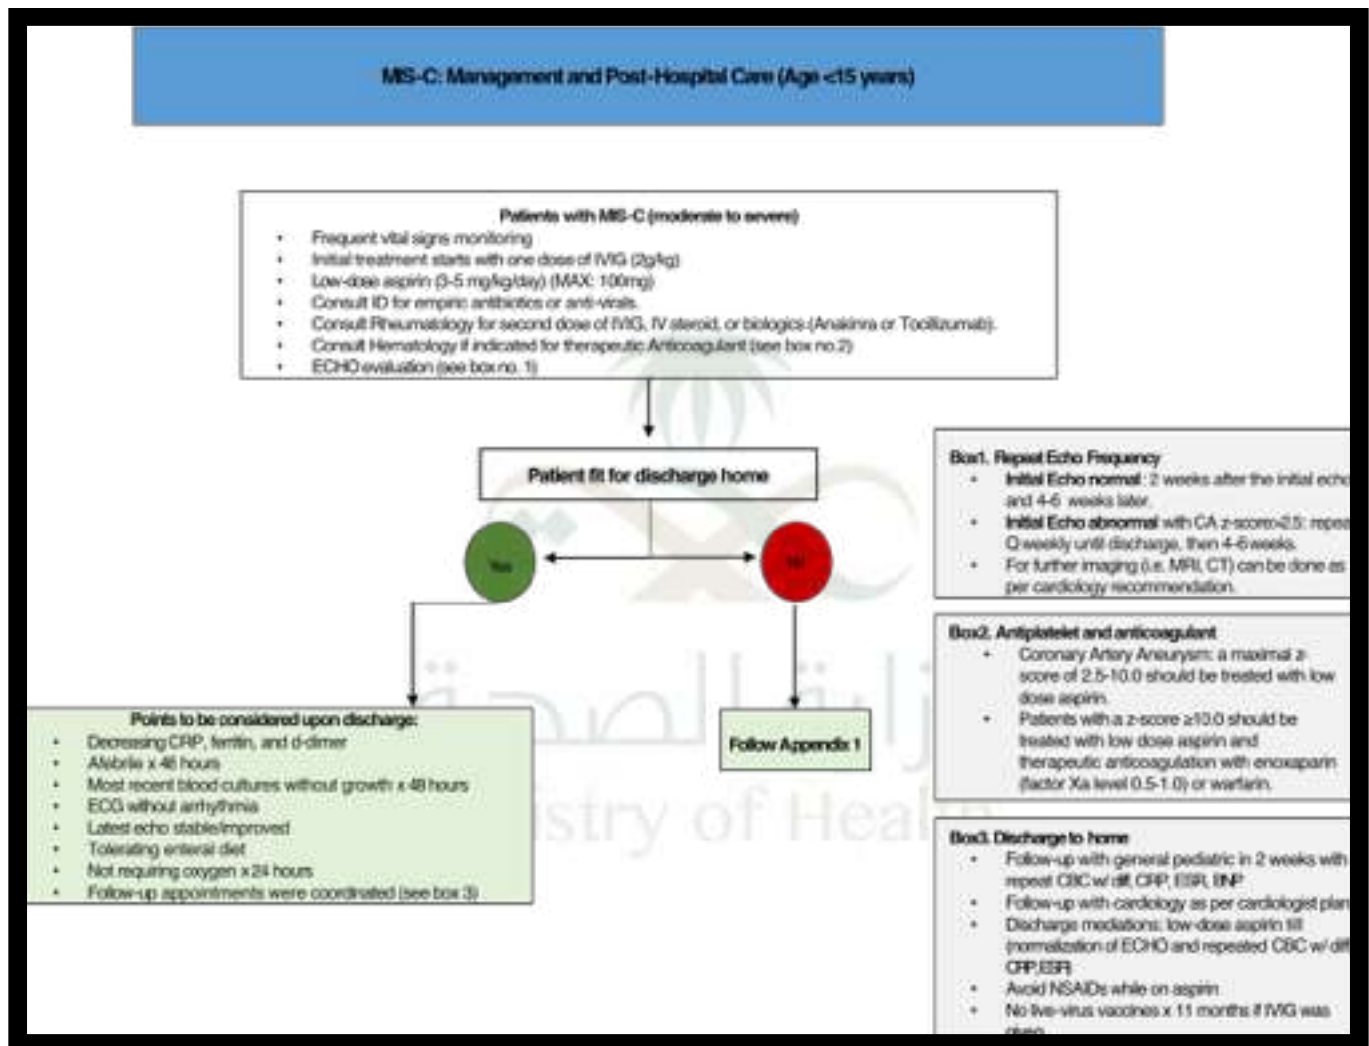 MIS-C: Management and Post-Hospital Care (Age <15 years)
Patients with MIS-C (moderate to severe)
• Frequent vital signs monitoring
• Initial treatment starts with one dose of IVIG (2g/kg)
• Low-dose aspirin (3-5 mg/kg/day) (MAX: 100mg)
• Consult ID for empiric antibiotics or anti-virals.
• Consult Rheumatology for second dose of IVIG, IV steroid, or biologics (Anakinra or Tocilizumab).
• Consult Hematology if indicated for therapeutic Anticoagulant (see box no.2)
• ECHO evaluation (see box no. 1)
Patient fit for discharge home
Yes
No
Points to be considered upon discharge:
• Decreasing CRP, ferritin, and d-dimer
• Afebrile x 48 hours
• Most recent blood cultures without growth x 48 hours
• ECG without arrhythmia
• Latest echo stable/improved
• Tolerating enteral diet
• Not requiring oxygen x 24 hours
• Follow-up appointments were coordinated (see box 3)
Follow Appendix 1
Box1. Repeat Echo Frequency
• Initial Echo normal: 2 weeks after the initial echo
and 4-6 weeks later.
• Initial Echo abnormal with CA z-score>2.5: repea
Q weekly until discharge, then 4-6 weeks.
• For further imaging (i.e. MRI, CT) can be done as
per cardiology recommendation.
Box2. Antiplatelet and anticoagulant
• Coronary Artery Aneurysm: a maximal z-
score of 2.5-10.0 should be treated with low
dose aspirin.
• Patients with a z-score ≥10.0 should be
treated with low dose aspirin and
therapeutic anticoagulation with enoxaparin
(factor Xa level 0.5-1.0) or warfarin.
Box3. Discharge to home
• Follow-up with general pediatric in 2 weeks with
repeat CBC w/ diff, CRP, ESR, BNP
• Follow-up with cardiology as per cardiologist plan
• Discharge mediations: low-dose aspirin till
(normalization of ECHO and repeated CBC w/ diff
CRP,ESR)
• Avoid NSAIDs while on aspirin
• No live-virus vaccines x 11 months if IVIG was
given
وزارة الصحة
Ministry of Health